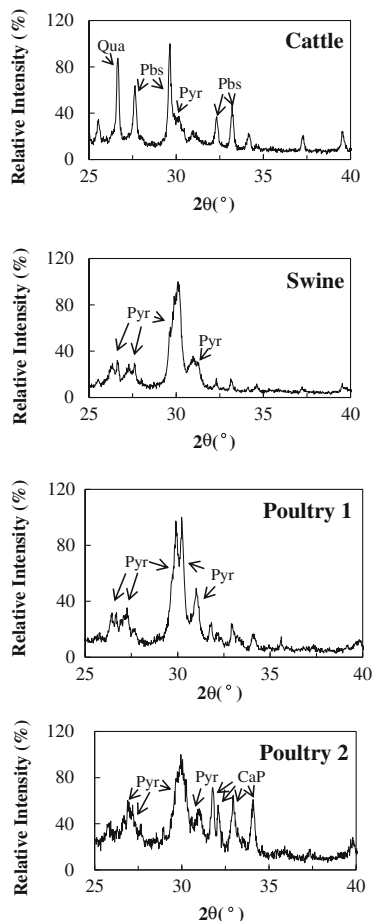 Cattle
Relative Intensity (%)
120
80
40
0
Qua
Pbs
Pyr
Pbs
25 30 35 40
2θ(°)
Swine
Relative Intensity (%)
120
80
40
0
Pyr
Pyr
25 30 35 40
2θ(°)
Poultry 1
Relative Intensity (%)
120
80
40
0
Pyr
Pyr
25 30 35 40
2θ(°)
Poultry 2
Relative Intensity (%)
120
80
40
0
Pyr
Pyr
CaP
25 30 35 40
2θ(°)